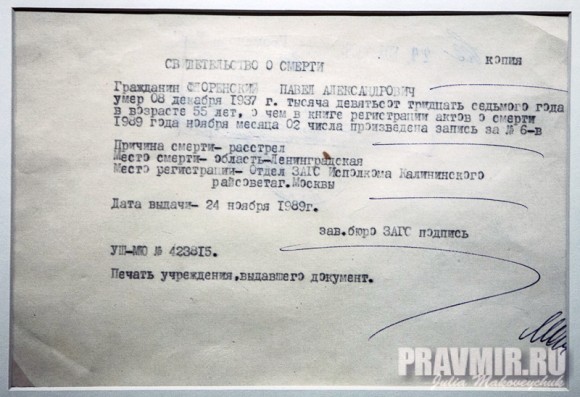 СВИДЕТЕЛЬСТВО О СМЕРТИ
копия
Гражданин ФЛОРЕНСКИЙ ПАВЕЛ АЛЕКСАНДРОВИЧ
умер 08 декабря 1937 г. тысяча девятьсот тридцать седьмого года
в возрасте 55 лет, о чем в книге регистрации актов о смерти
1989 года ноября месяца 02 числа произведена запись за № 6-в
Причина смерти- расстрел
Место смерти- область-Ленинградская
Место регистрации- Отдел ЗАГС Исполкома Калининского
райсоветаг.Москвы
Дата выдачи- 24 ноября 1989г.
зав.бюро ЗАГС подпись
УШ-МЮ № 423815.
Печать учреждения,выдавшего документ.
PRAVMIR.RU
Julia Makoveychuk